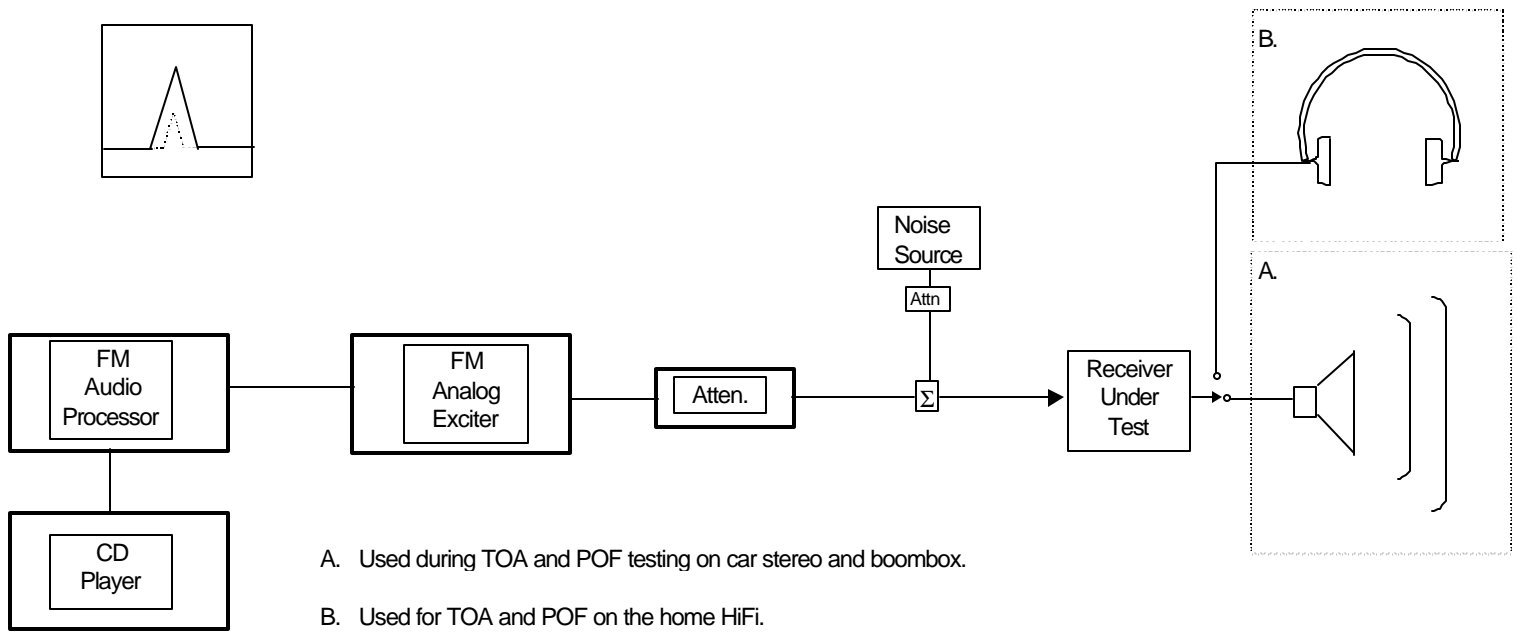 B.
Noise
Source
A.
Attn
FM
Audio
Processor
FM
Analog
Exciter
Atten.
Σ
Receiver
Under
Test
CD
Player
A. Used during TOA and POF testing on car stereo and boombox.
B. Used for TOA and POF on the home HiFi.